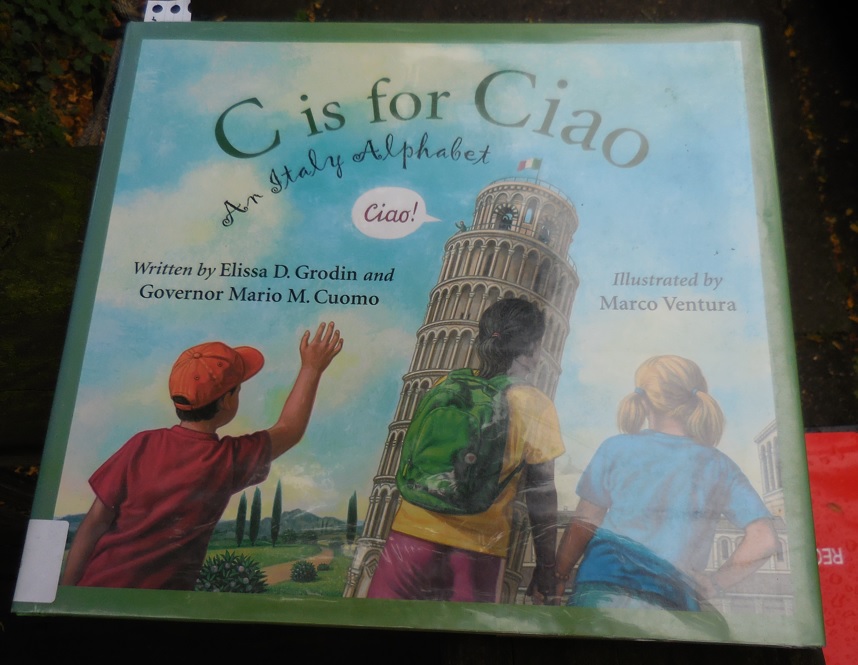 C is for Ciao
An Italy Alphabet
Ciao!
Written by Elissa D. Grodin and
Governor Mario M. Cuomo
Illustrated by
Marco Ventura